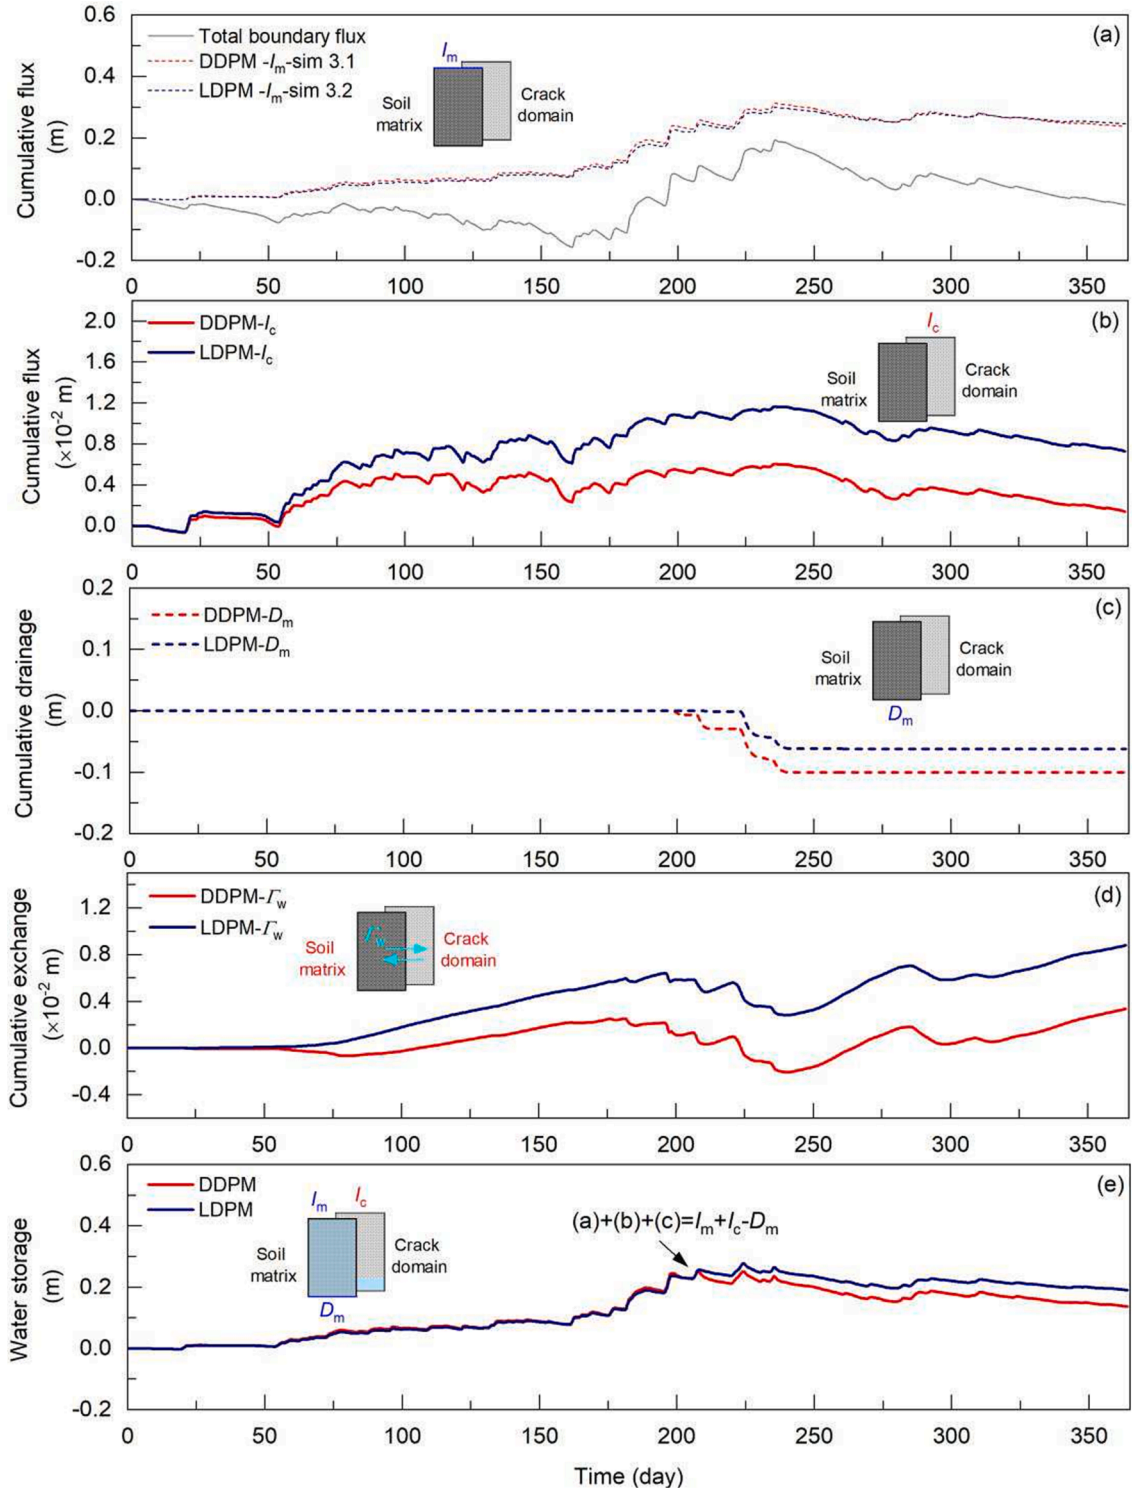 (a)
Total boundary flux
DDPM -Im-sim 3.1
LDPM -Im-sim 3.2
Im
Soil
matrix
Crack
domain
Cumulative flux
(m)
0.6
0.4
0.2
0.0
-0.2
0 50 100 150 200 250 300 350
(b)
DDPM-Ic
LDPM-Ic
Ic
Soil
matrix
Crack
domain
Cumulative flux
(×10-2 m)
2.0
1.6
1.2
0.8
0.4
0.0
0 50 100 150 200 250 300 350
(c)
DDPM-Dm
LDPM-Dm
Soil
matrix
Crack
domain
Dm
Cumulative drainage
(m)
0.2
0.1
0.0
-0.1
-0.2
0 50 100 150 200 250 300 350
(d)
DDPM-Γw
LDPM-Γw
Γw
Soil
matrix
Crack
domain
Cumulative exchange
(×10-2 m)
1.2
0.8
0.4
0.0
-0.4
0 50 100 150 200 250 300 350
(e)
DDPM
LDPM
Im Ic
Soil
matrix
Crack
domain
Dm
(a)+(b)+(c)=Im+Ic-Dm
Water storage
(m)
0.6
0.4
0.2
0.0
-0.2
0 50 100 150 200 250 300 350
Time (day)